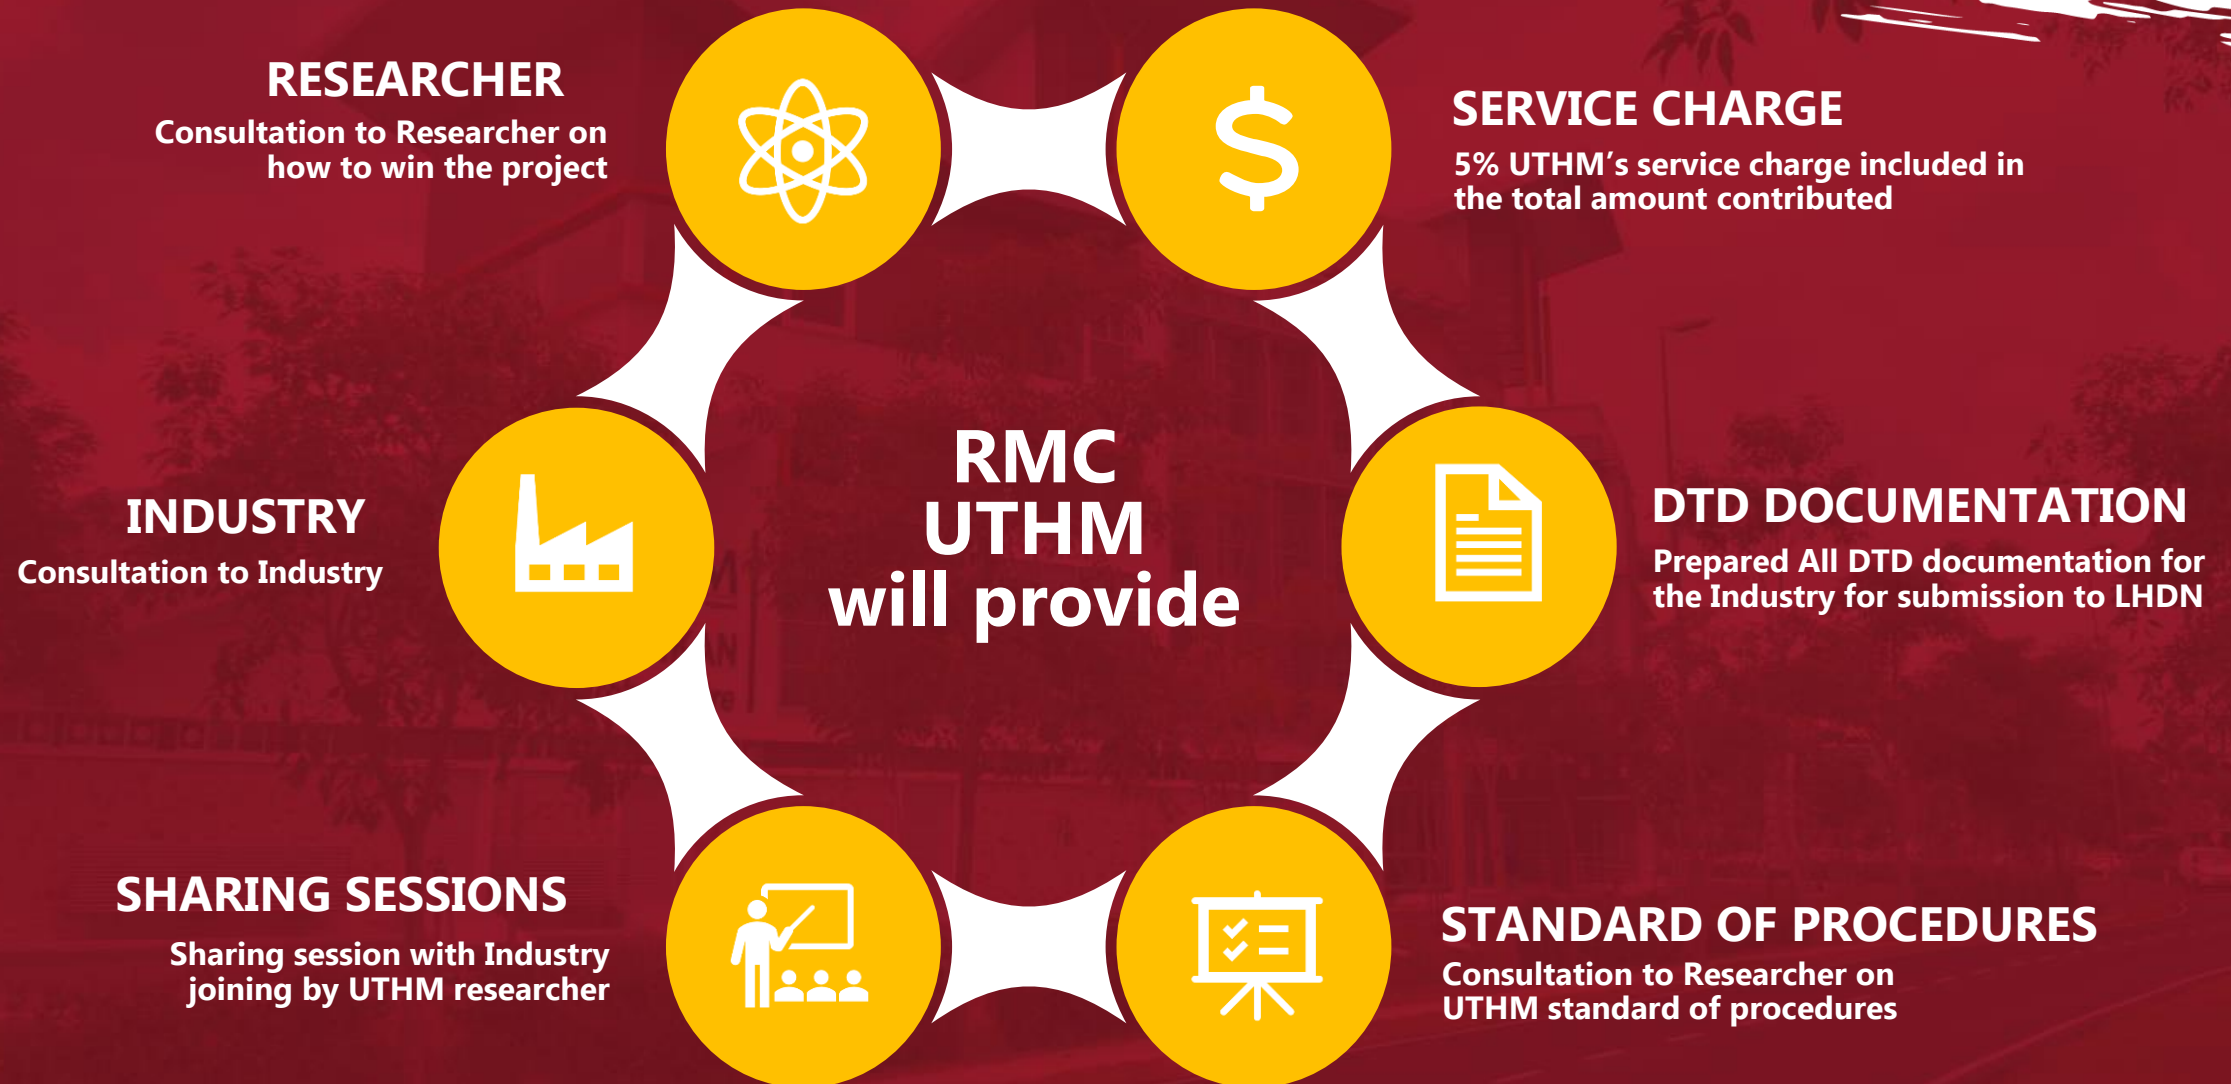 RESEARCHER
Consultation to Researcher on
how to win the project
SERVICE CHARGE
5% UTHM's service charge included in
the total amount contributed
INDUSTRY
Consultation to Industry
RMC
UTHM
will provide
DTD DOCUMENTATION
Prepared All DTD documentation for
the Industry for submission to LHDN
SHARING SESSIONS
Sharing session with Industry
joining by UTHM researcher
STANDARD OF PROCEDURES
Consultation to Researcher on
UTHM standard of procedures